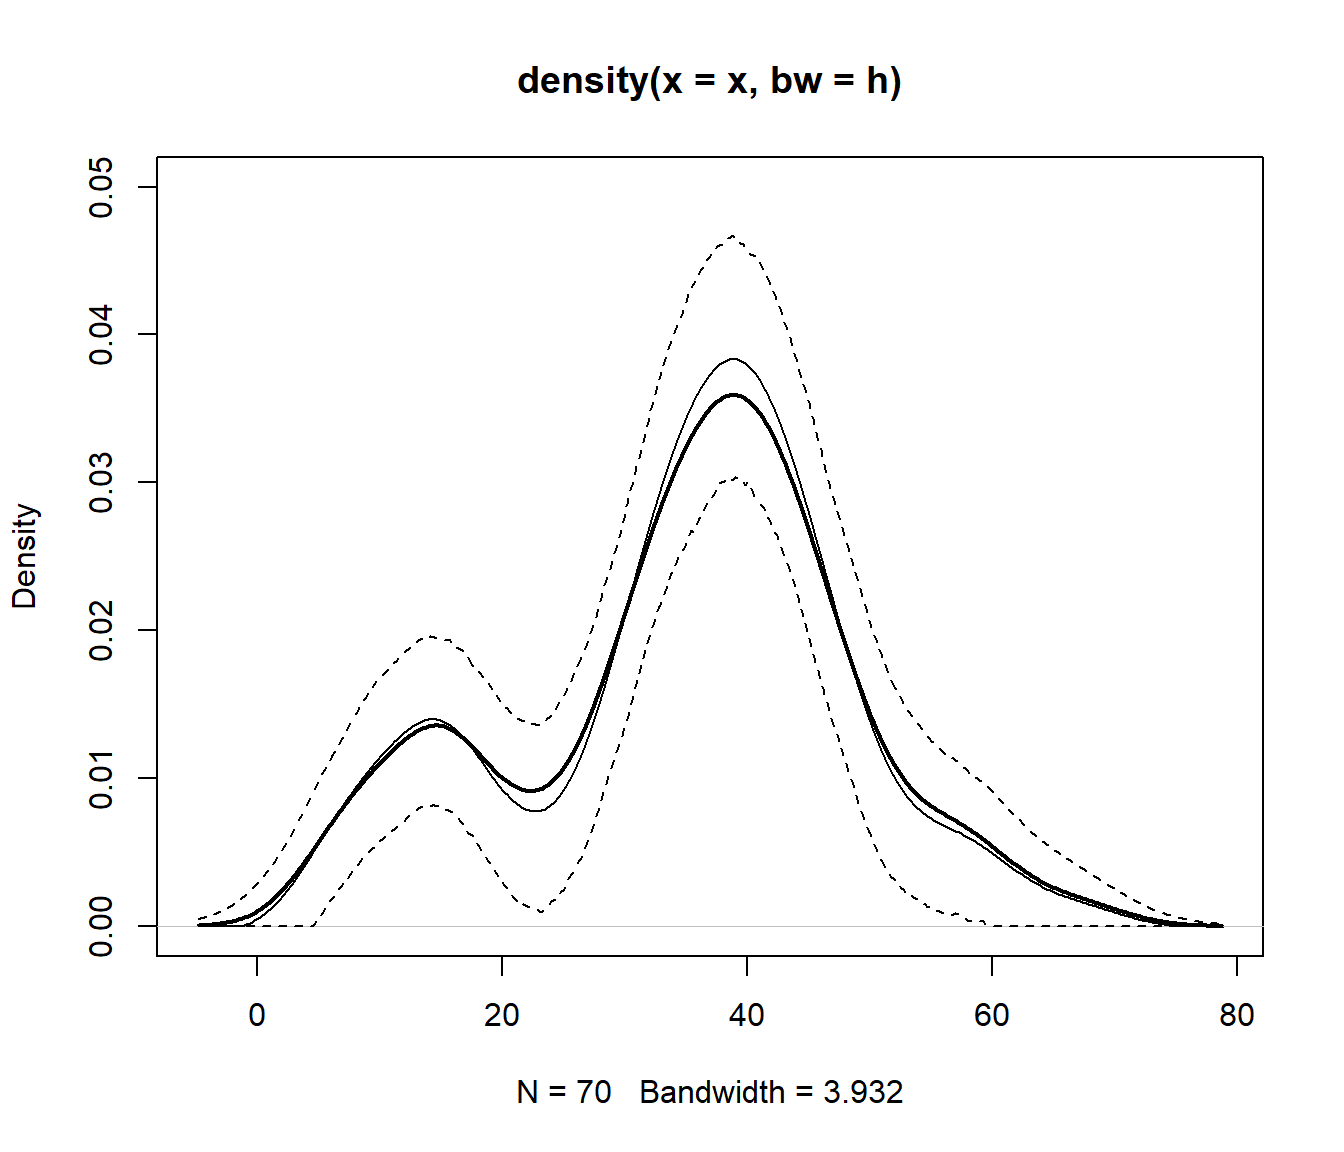 density(x = x, bw = h)
Density
0.05
0.04
0.03
0.02
0.01
0.00
0 20 40 60 80
N = 70 Bandwidth = 3.932